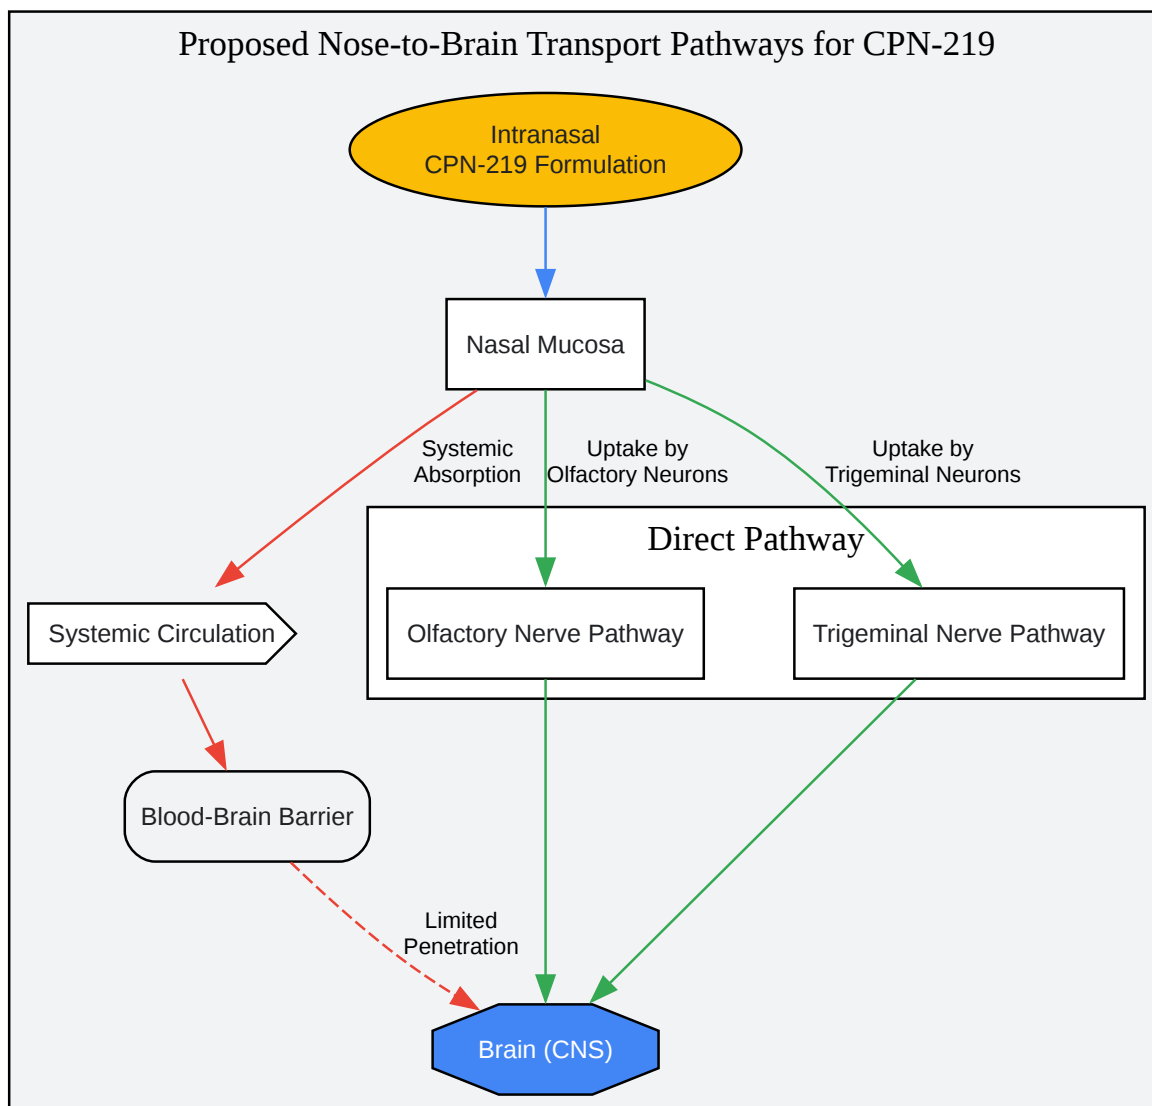 Proposed Nose-to-Brain Transport Pathways for CPN-219
Intranasal
CPN-219 Formulation
Nasal Mucosa
Systemic
Absorption
Uptake by
Olfactory Neurons
Uptake by
Trigeminal Neurons
Direct Pathway
Systemic Circulation
Olfactory Nerve Pathway
Trigeminal Nerve Pathway
Blood-Brain Barrier
Limited
Penetration
Brain (CNS)